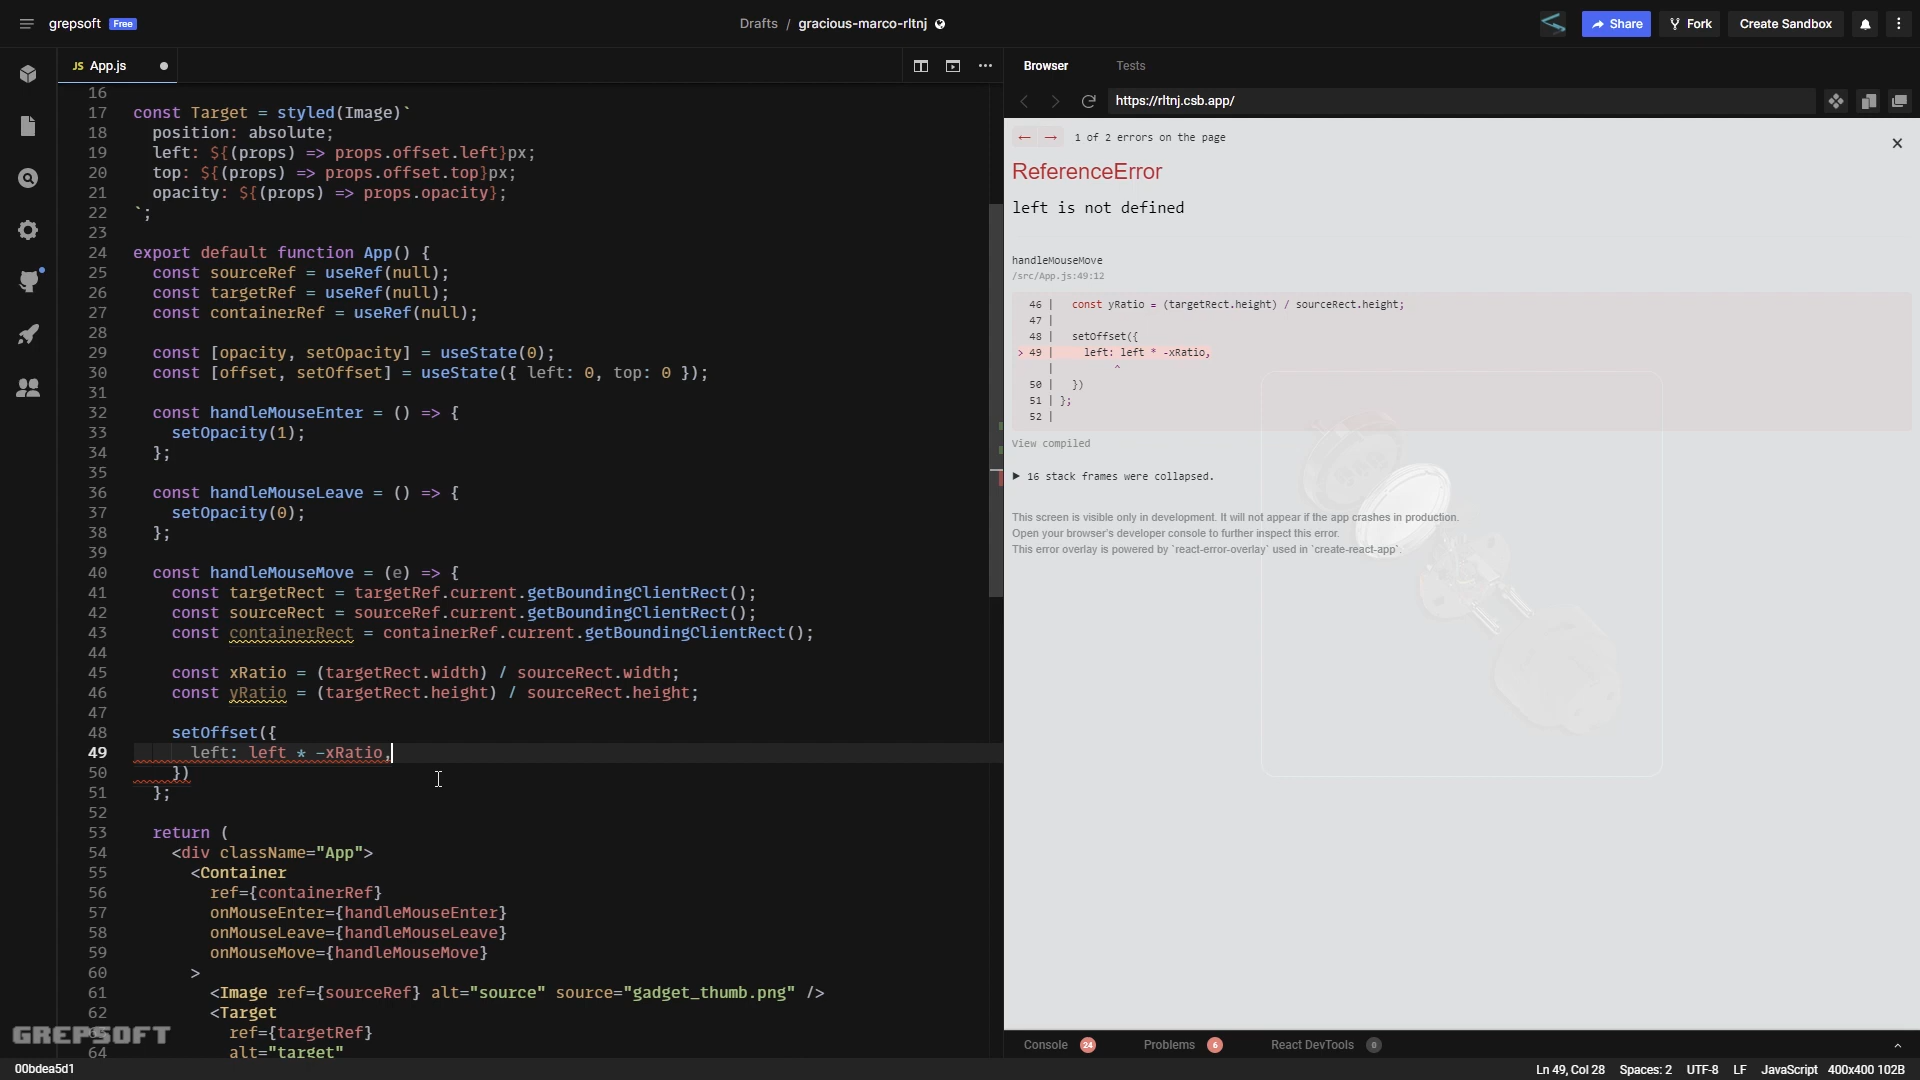 grepsoft Free
Drafts / gracious-marco-rltnj
Share
Fork
Create Sandbox
JS App.js
Browser
Tests
https://rltnj.csb.app/
16
17 const Target = styled(Image)`
18 position: absolute;
19 left: ${(props) => props.offset.left}px;
20 top: ${(props) => props.offset.top}px;
21 opacity: ${(props) => props.opacity};
22 `;
23
24 export default function App() {
25 const sourceRef = useRef(null);
26 const targetRef = useRef(null);
27 const containerRef = useRef(null);
28
29 const [opacity, setOpacity] = useState(0);
30 const [offset, setOffset] = useState({ left: 0, top: 0 });
31
32 const handleMouseEnter = () => {
33 setOpacity(1);
34 };
35
36 const handleMouseLeave = () => {
37 setOpacity(0);
38 };
39
40 const handleMouseMove = (e) => {
41 const targetRect = targetRef.current.getBoundingClientRect();
42 const sourceRect = sourceRef.current.getBoundingClientRect();
43 const containerRect = containerRef.current.getBoundingClientRect();
44
45 const xRatio = (targetRect.width) / sourceRect.width;
46 const yRatio = (targetRect.height) / sourceRect.height;
47
48 setOffset({
49 left: left * -xRatio,
50 })
51 };
52
53 return (
54 <div className="App">
55 <Container
56 ref={containerRef}
57 onMouseEnter={handleMouseEnter}
58 onMouseLeave={handleMouseLeave}
59 onMouseMove={handleMouseMove}
60 >
61 <Image ref={sourceRef} alt="source" source="gadget_thumb.png" />
62 <Target
ref={targetRef}
64 alt="target"
GREPSOFT
← → 1 of 2 errors on the page
ReferenceError
left is not defined
handleMouseMove
/src/App.js:49:12
46 | const yRatio = (targetRect.height) / sourceRect.height;
47 |
48 | setOffset({
> 49 | left: left * -xRatio,
| ^
50 | })
51 | };
52 |
View compiled
▶ 16 stack frames were collapsed.
This screen is visible only in development. It will not appear if the app crashes in production.
Open your browser's developer console to further inspect this error.
This error overlay is powered by `react-error-overlay` used in `create-react-app`.
Console 24
Problems 6
React DevTools 0
00bdea5d1
Ln 49, Col 28 Spaces: 2 UTF-8 LF JavaScript 400x400 102B